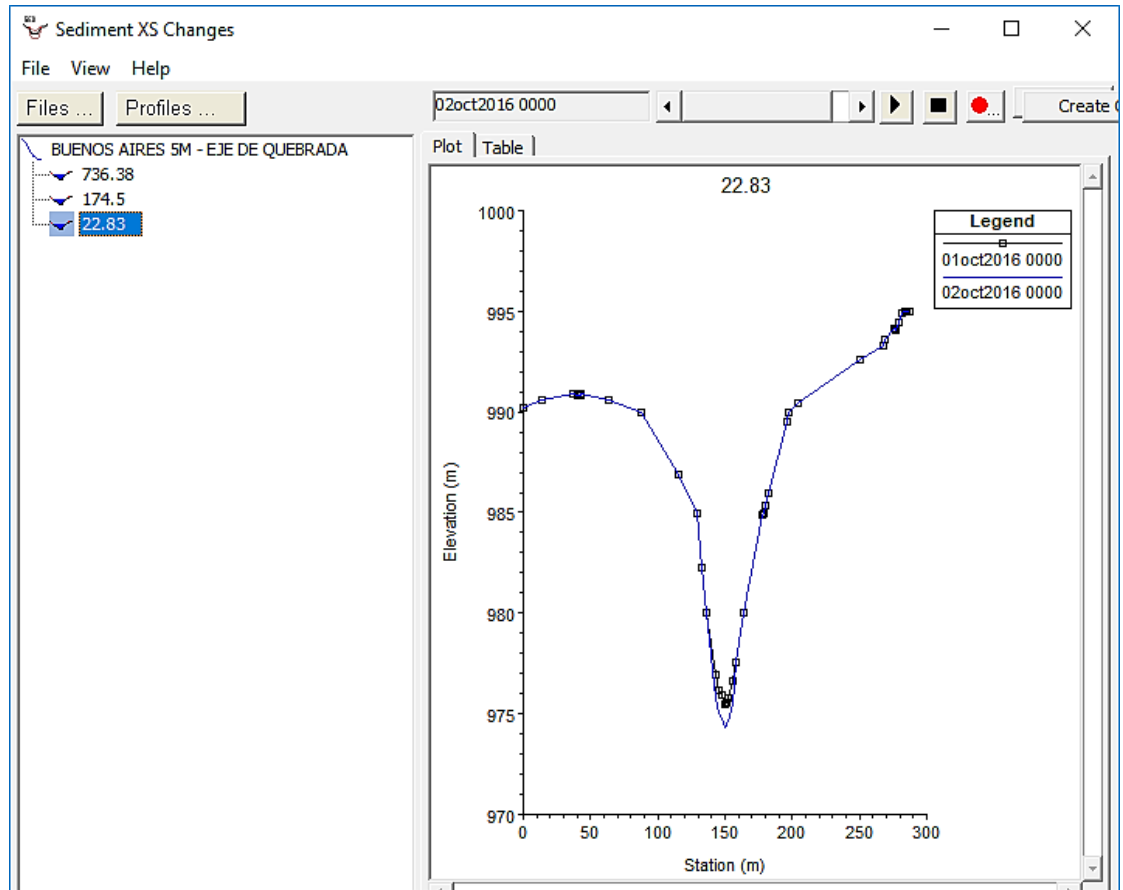 Sediment XS Changes
File View Help
Files ... Profiles ...
02oct2016 0000
... Create
BUENOS AIRES 5M - EJE DE QUEBRADA
736.38
174.5
22.83
Plot Table
22.83
Legend
01oct2016 0000
02oct2016 0000
1000
995
990
985
980
975
970
Elevation (m)
0 50 100 150 200 250 300
Station (m)